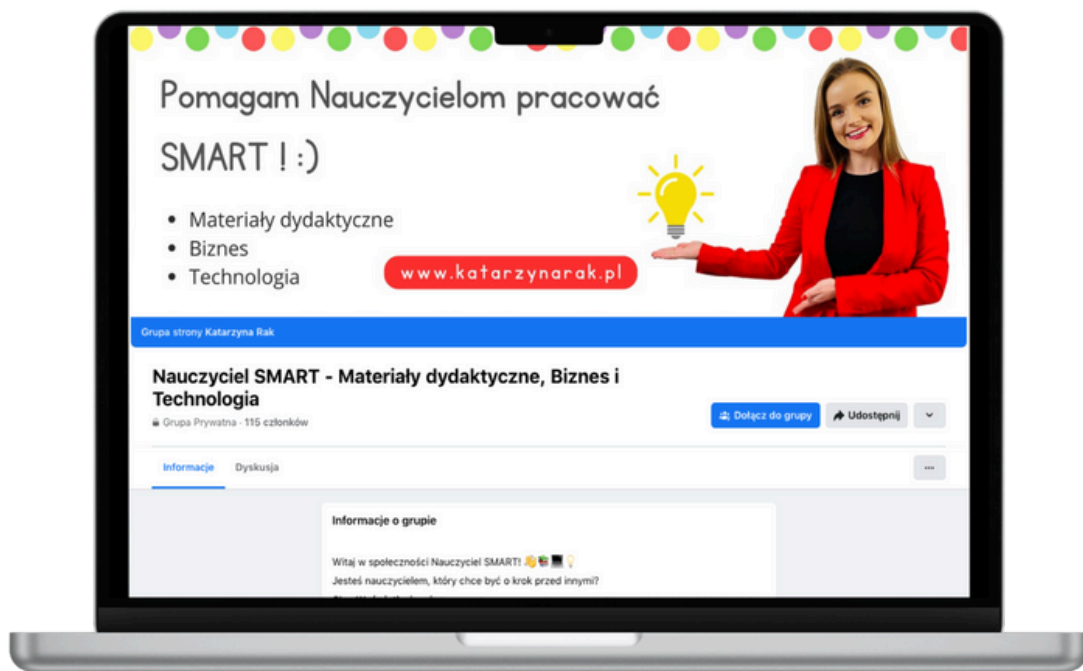 Pomagam Nauczycielom pracować
SMART ! :)
• Materiały dydaktyczne
• Biznes
• Technologia
www.katarzynarak.pl
Grupa strony Katarzyna Rak
Nauczyciel SMART - Materiały dydaktyczne, Biznes i
Technologia
Grupa Prywatna · 115 członków
Dołącz do grupy
Udostępnij
Informacje
Dyskusja
Informacje o grupie
Witaj w społeczności Nauczyciel SMART!
Jesteś nauczycielem, który chce być o krok przed innymi?